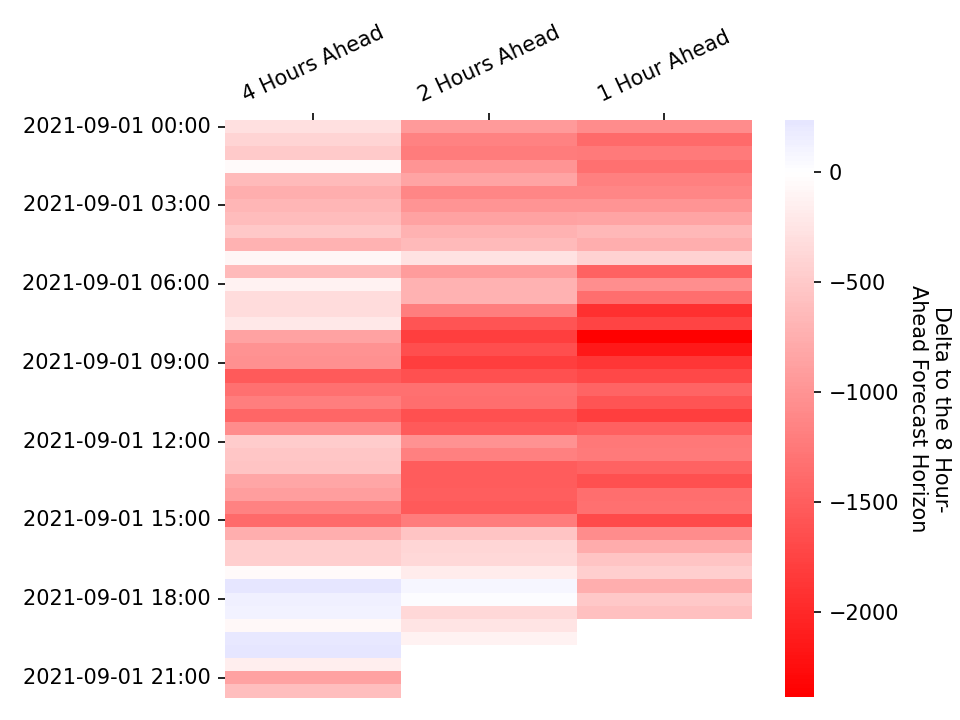 4 Hours Ahead
2 Hours Ahead
1 Hour Ahead
2021-09-01 00:00
2021-09-01 03:00
2021-09-01 06:00
2021-09-01 09:00
2021-09-01 12:00
2021-09-01 15:00
2021-09-01 18:00
2021-09-01 21:00
0
−500
−1000
−1500
−2000
Delta to the 8 Hour-
Ahead Forecast Horizon